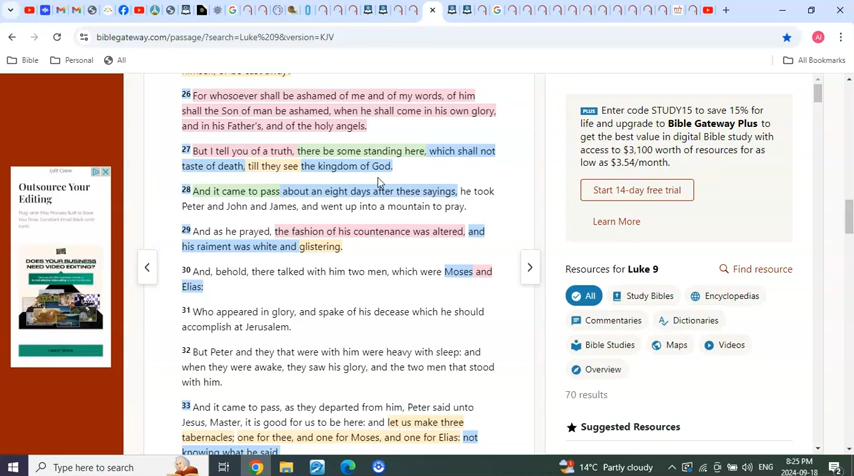 biblegateway.com/passage/?search=Luke%209&version=KJV
Bible
Personal
All
All Bookmarks
26 For whosoever shall be ashamed of me and of my words, of him
shall the Son of man be ashamed, when he shall come in his own glory,
and in his Father's, and of the holy angels.
27 But I tell you of a truth, there be some standing here, which shall not
taste of death, till they see the kingdom of God.
28 And it came to pass about an eight days after these sayings, he took
Peter and John and James, and went up into a mountain to pray.
29 And as he prayed, the fashion of his countenance was altered, and
his raiment was white and glistering.
30 And, behold, there talked with him two men, which were Moses and
Elias:
31 Who appeared in glory, and spake of his decease which he should
accomplish at Jerusalem.
32 But Peter and they that were with him were heavy with sleep: and
when they were awake, they saw his glory, and the two men that stood
with him.
33 And it came to pass, as they departed from him, Peter said unto
Jesus, Master, it is good for us to be here: and let us make three
tabernacles; one for thee, and one for Moses, and one for Elias: not
knowing what he said.
Outsource Your
Editing
DOES YOUR BUSINESS
NEED VIDEO EDITING?
PLUS Enter code STUDY15 to save 15% for
life and upgrade to Bible Gateway Plus to
get the best value in digital Bible study with
access to $3,100 worth of resources for as
low as $3.54/month.
Start 14-day free trial
Learn More
Resources for Luke 9
Find resource
All
Study Bibles
Encyclopedias
Commentaries
Dictionaries
Bible Studies
Maps
Videos
Overview
70 results
Suggested Resources
Type here to search
14°C Partly cloudy
ENG
8:25 PM
2024-09-18